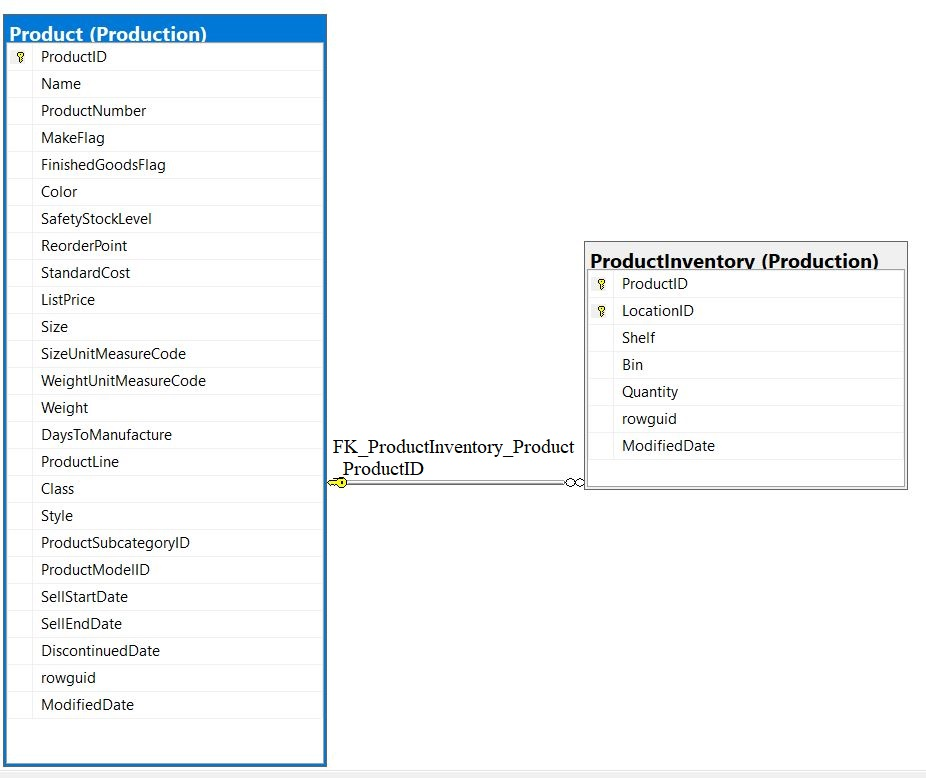 Product (Production)
ProductID
Name
ProductNumber
MakeFlag
FinishedGoodsFlag
Color
SafetyStockLevel
ReorderPoint
StandardCost
ListPrice
Size
SizeUnitMeasureCode
WeightUnitMeasureCode
Weight
DaysToManufacture
ProductLine
Class
Style
ProductSubcategoryID
ProductModelID
SellStartDate
SellEndDate
DiscontinuedDate
rowguid
ModifiedDate
FK_ProductInventory_Product
_ProductID
ProductInventory (Production)
ProductID
LocationID
Shelf
Bin
Quantity
rowguid
ModifiedDate